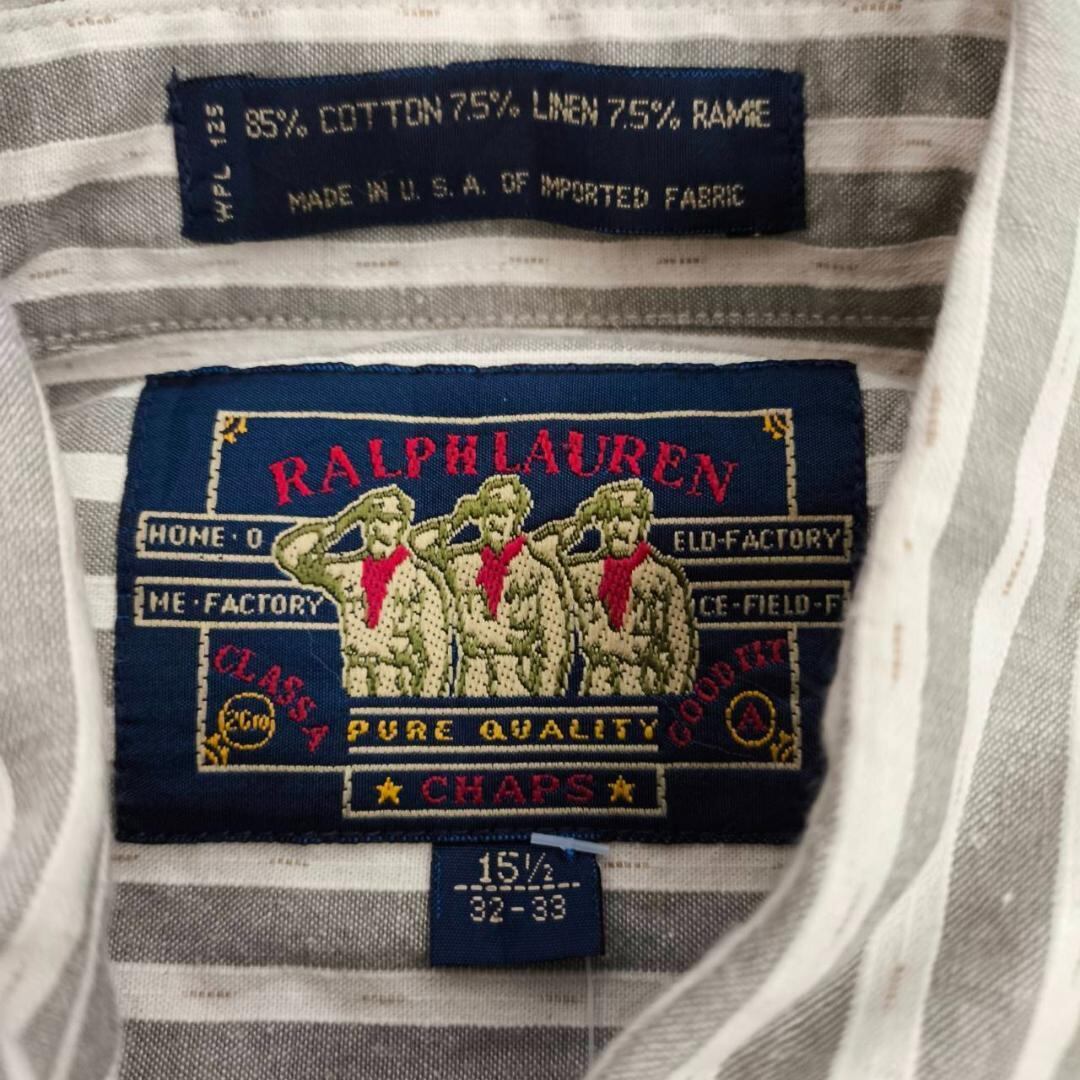 WPL 125
85% COTTON 7.5% LINEN 7.5% RAMIE
MADE IN U.S.A. OF IMPORTED FABRIC
RALPH LAUREN
HOME · O ELD-FACTORY
ME · FACTORY CE-FIELD-F
CLASS A GOOD FIT
A
PURE QUALITY
★ CHAPS ★
15½
32-33